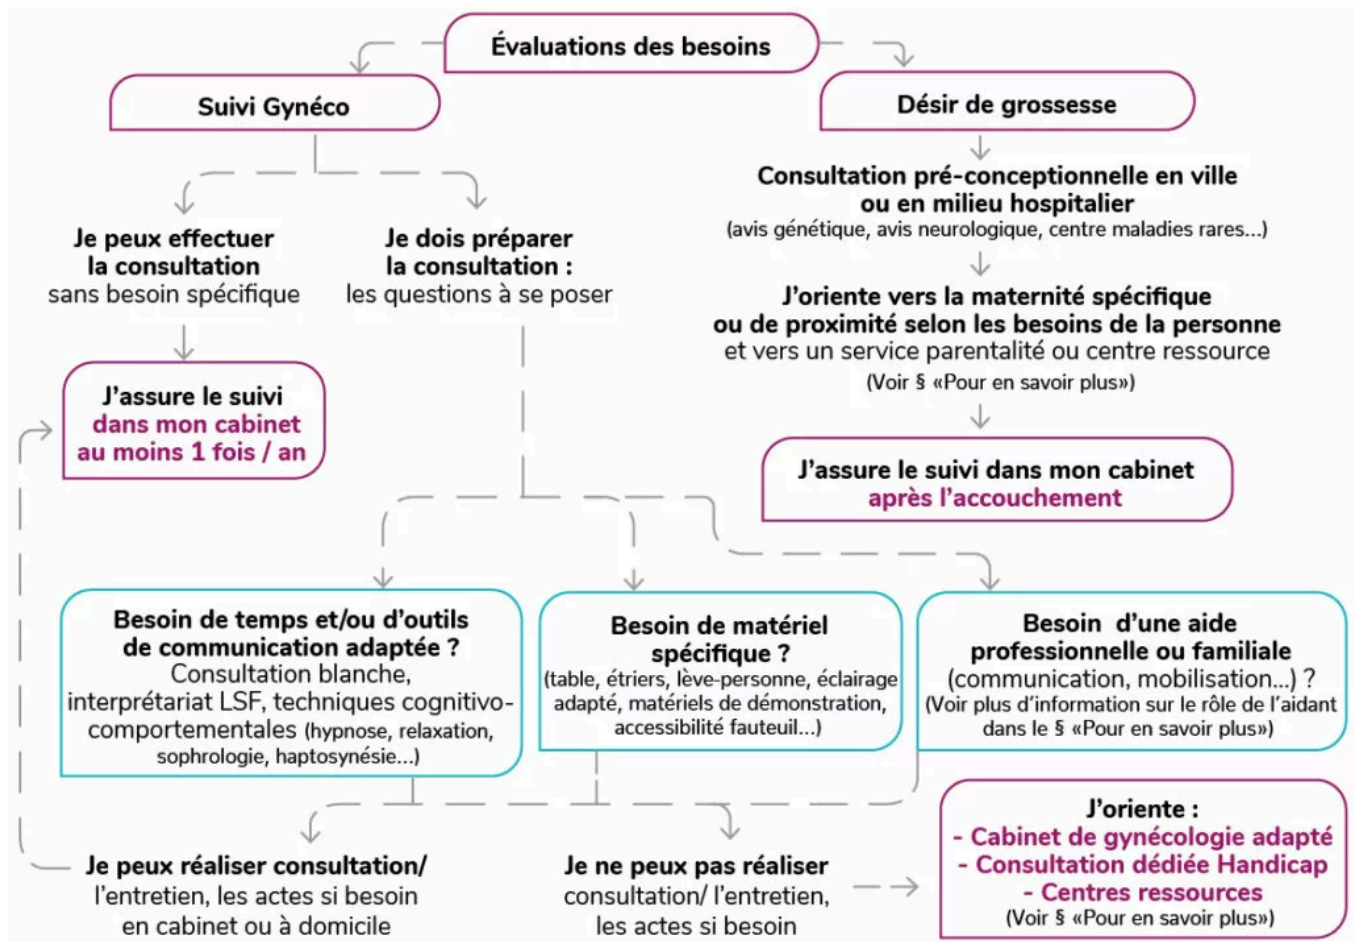 Évaluations des besoins
Suivi Gynéco
Désir de grossesse
Consultation pré-conceptionnelle en ville
ou en milieu hospitalier
(avis génétique, avis neurologique, centre maladies rares...)
J'oriente vers la maternité spécifique
ou de proximité selon les besoins de la personne
et vers un service parentalité ou centre ressource
(Voir § «Pour en savoir plus»)
J'assure le suivi dans mon cabinet
après l'accouchement
Je peux effectuer
la consultation
sans besoin spécifique
Je dois préparer
la consultation :
les questions à se poser
J'assure le suivi
dans mon cabinet
au moins 1 fois / an
Besoin de temps et/ou d'outils
de communication adaptée ?
Consultation blanche,
interprétariat LSF, techniques cognitivo-
comportementales (hypnose, relaxation,
sophrologie, haptosynésie...)
Besoin de matériel
spécifique ?
(table, étriers, lève-personne, éclairage
adapté, matériels de démonstration,
accessibilité fauteuil...)
Besoin d'une aide
professionnelle ou familiale
(communication, mobilisation...) ?
(Voir plus d'information sur le rôle de l'aidant
dans le § «Pour en savoir plus»)
Je peux réaliser consultation/
l'entretien, les actes si besoin
en cabinet ou à domicile
Je ne peux pas réaliser
consultation/ l'entretien,
les actes si besoin
J'oriente :
- Cabinet de gynécologie adapté
- Consultation dédiée Handicap
- Centres ressources
(Voir § «Pour en savoir plus»)